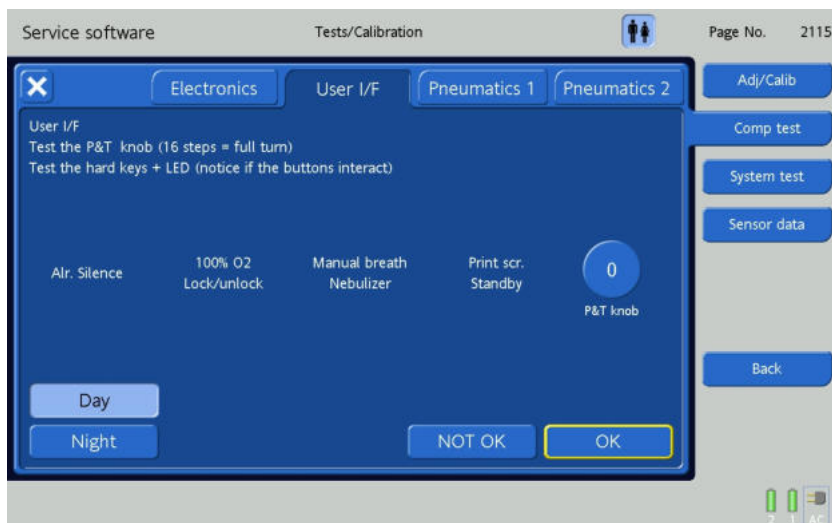 Service software
Tests/Calibration
Page No. 2115
Electronics
User I/F
Pneumatics 1
Pneumatics 2
User I/F
Test the P&T knob (16 steps = full turn)
Test the hard keys + LED (notice if the buttons interact)
Alr. Silence
100% O2
Lock/unlock
Manual breath
Nebulizer
Print scr.
Standby
0
P&T knob
Day
Night
NOT OK
OK
Adj/Calib
Comp test
System test
Sensor data
Back
2 1 AC